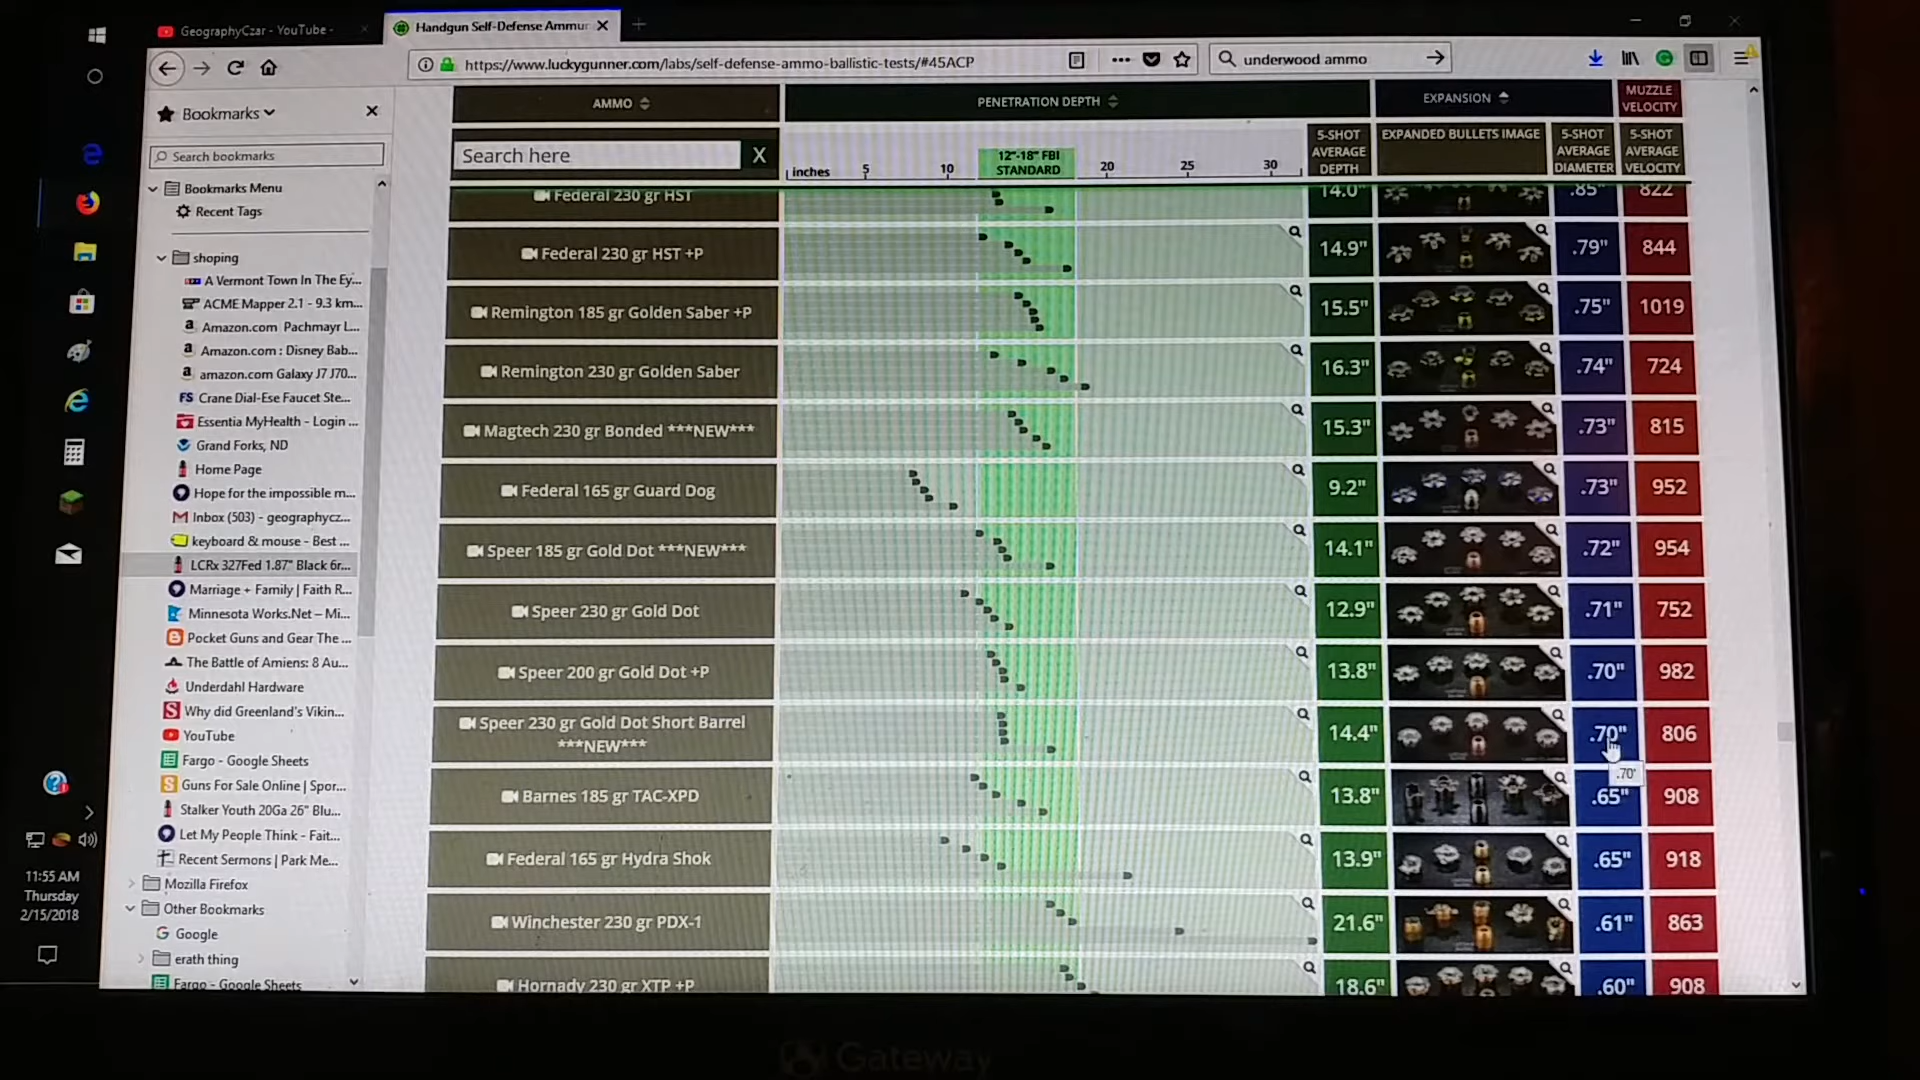 GeographyCzar - YouTube -
Handgun Self-Defense Ammu
https://www.luckygunner.com/labs/self-defense-ammo-ballistic-tests/#45ACP
underwood ammo
Bookmarks
Search bookmarks
Bookmarks Menu
Recent Tags
shoping
A Vermont Town In The Ey...
ACME Mapper 2.1 - 9.3 km...
Amazon.com Pachmayr L...
Amazon.com : Disney Bab...
amazon.com Galaxy J7 J70...
FS Crane Dial-Ese Faucet Ste...
Essentia MyHealth - Login ...
Grand Forks, ND
Home Page
Hope for the impossible m...
Inbox (503) - geographycz...
keyboard & mouse - Best ...
LCRx 327Fed 1.87" Black 6r...
Marriage + Family | Faith R...
Minnesota Works.Net – Mi...
Pocket Guns and Gear The ...
The Battle of Amiens: 8 Au...
Underdahl Hardware
Why did Greenland's Vikin...
YouTube
Fargo - Google Sheets
Guns For Sale Online | Spor...
Stalker Youth 20Ga 26" Blu...
Let My People Think - Fait...
Recent Sermons | Park Me...
Mozilla Firefox
Other Bookmarks
Google
erath thing
Fargo - Google Sheets
11:55 AM
Thursday
2/15/2018
AMMO
PENETRATION DEPTH
EXPANSION
MUZZLE
VELOCITY
Search here X
inches 5 10
12"-18" FBI
STANDARD
20 25 30
5-SHOT
AVERAGE
DEPTH
EXPANDED BULLETS IMAGE
5-SHOT
AVERAGE
DIAMETER
5-SHOT
AVERAGE
VELOCITY
Federal 230 gr HST 14.0" .85" 822
Federal 230 gr HST +P 14.9" .79" 844
Remington 185 gr Golden Saber +P 15.5" .75" 1019
Remington 230 gr Golden Saber 16.3" .74" 724
Magtech 230 gr Bonded ***NEW*** 15.3" .73" 815
Federal 165 gr Guard Dog 9.2" .73" 952
Speer 185 gr Gold Dot ***NEW*** 14.1" .72" 954
Speer 230 gr Gold Dot 12.9" .71" 752
Speer 200 gr Gold Dot +P 13.8" .70" 982
Speer 230 gr Gold Dot Short Barrel
***NEW***
14.4" .70" 806
.70"
Barnes 185 gr TAC-XPD 13.8" .65" 908
Federal 165 gr Hydra Shok 13.9" .65" 918
Winchester 230 gr PDX-1 21.6" .61" 863
Hornady 230 gr XTP +P 18.6" .60" 908
Gateway